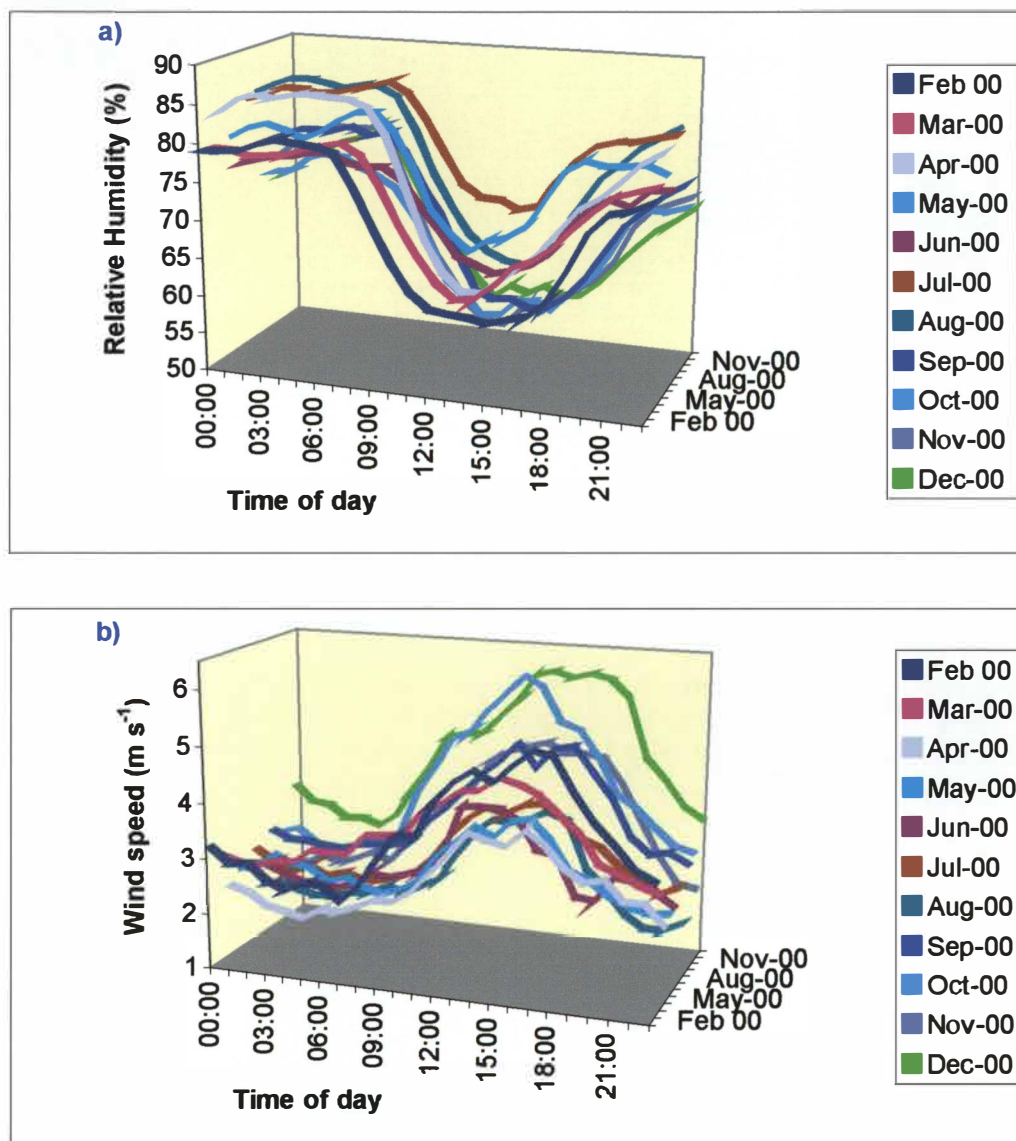 a)
Relative Humidity (%)
90
85
80
75
70
65
60
55
50
00:00
03:00
06:00
09:00
12:00
15:00
18:00
21:00
Time of day
Nov-00
Aug-00
May-00
Feb 00
Feb 00
Mar-00
Apr-00
May-00
Jun-00
Jul-00
Aug-00
Sep-00
Oct-00
Nov-00
Dec-00
b)
Wind speed (m s⁻¹)
6
5
4
3
2
1
00:00
03:00
06:00
09:00
12:00
15:00
18:00
21:00
Time of day
Nov-00
Aug-00
May-00
Feb 00
Feb 00
Mar-00
Apr-00
May-00
Jun-00
Jul-00
Aug-00
Sep-00
Oct-00
Nov-00
Dec-00